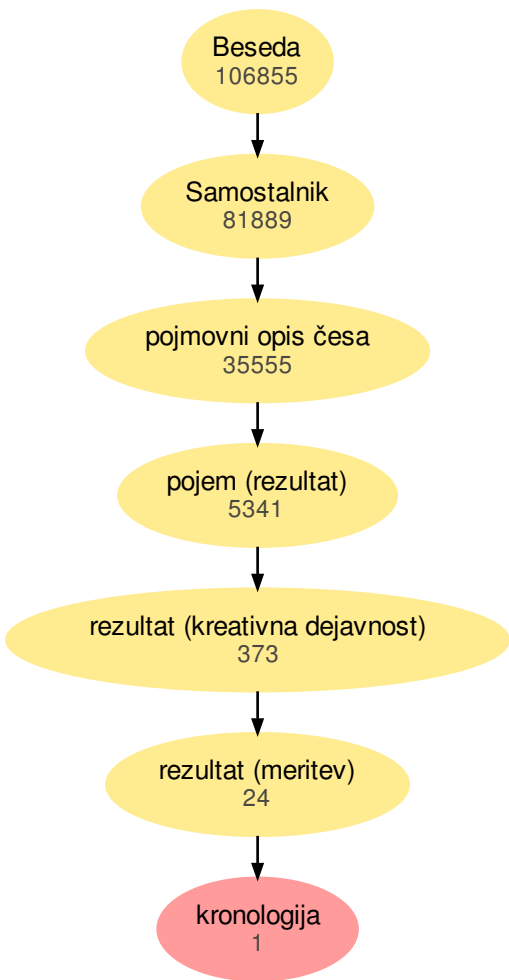 Beseda
106855
Samostalnik
81889
pojmovni opis česa
35555
pojem (rezultat)
5341
rezultat (kreativna dejavnost)
373
rezultat (meritev)
24
kronologija
1